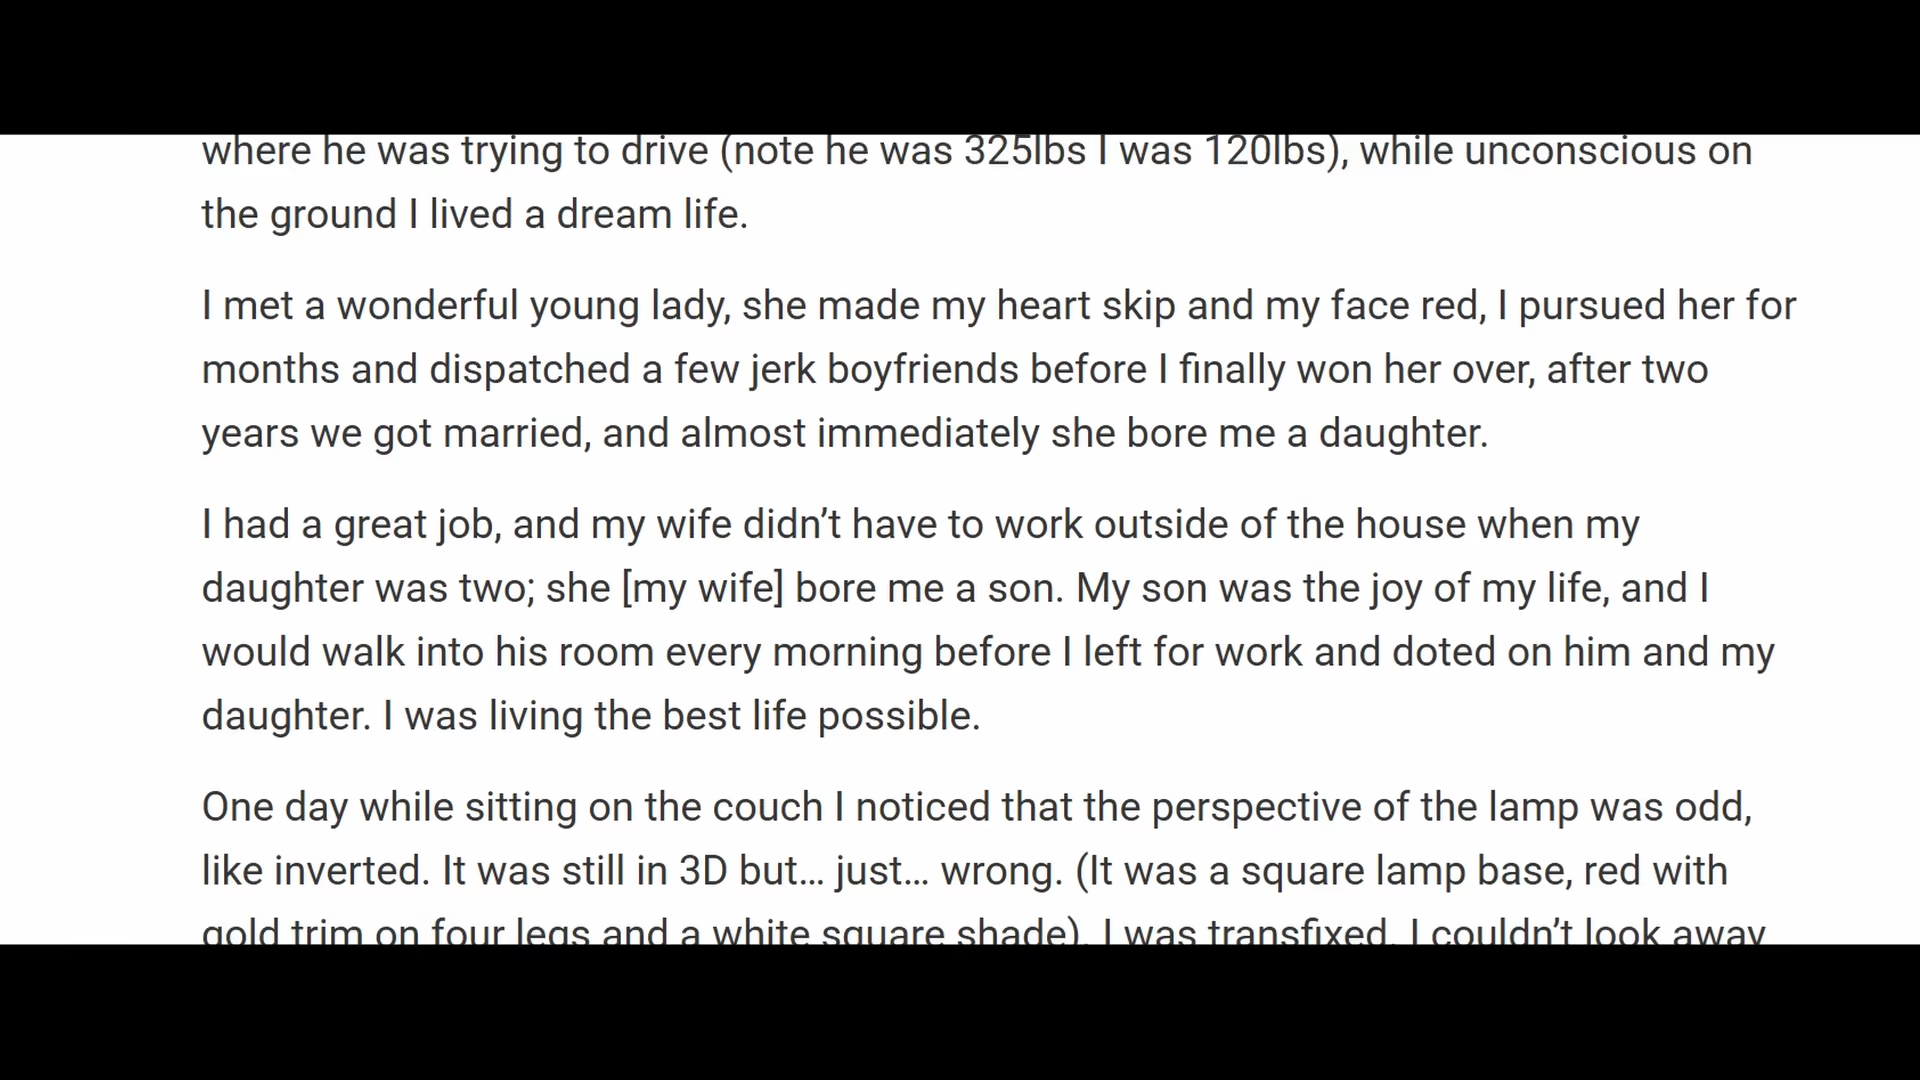 where he was trying to drive (note he was 325lbs I was 120lbs), while unconscious on
the ground I lived a dream life.
I met a wonderful young lady, she made my heart skip and my face red, I pursued her for
months and dispatched a few jerk boyfriends before I finally won her over, after two
years we got married, and almost immediately she bore me a daughter.
I had a great job, and my wife didn’t have to work outside of the house when my
daughter was two; she [my wife] bore me a son. My son was the joy of my life, and I
would walk into his room every morning before I left for work and doted on him and my
daughter. I was living the best life possible.
One day while sitting on the couch I noticed that the perspective of the lamp was odd,
like inverted. It was still in 3D but… just… wrong. (It was a square lamp base, red with
gold trim on four legs and a white square shade). I was transfixed. I couldn’t look away